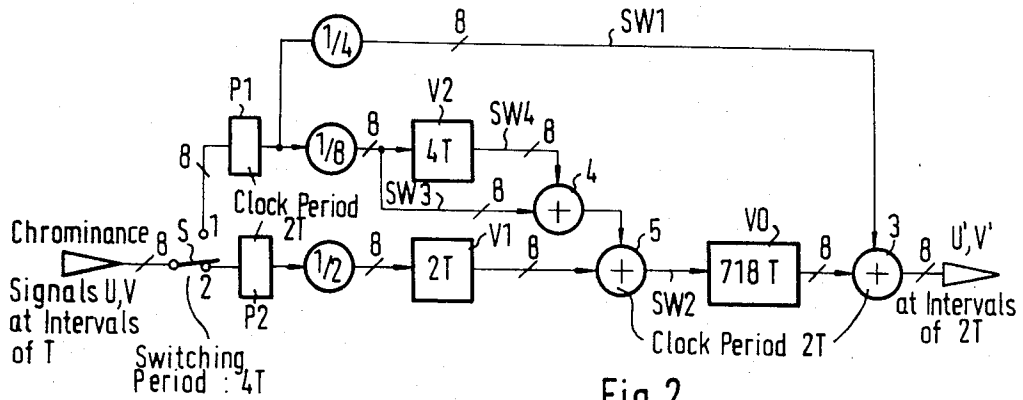 SW1
8
1/4
P1
V2
SW4
8
8
1/8
8
4T
4
SW3
8
Clock Period
2T
1
S
Chrominance
8
2
Signals U,V
at Intervals
of T
P2
1/2
8
2T
V1
8
5
+
+
SW2
V0
718 T
8
3
+
8
U',V'
at Intervals
of 2T
Clock Period 2T
Switching
Period : 4T
Fig. 2